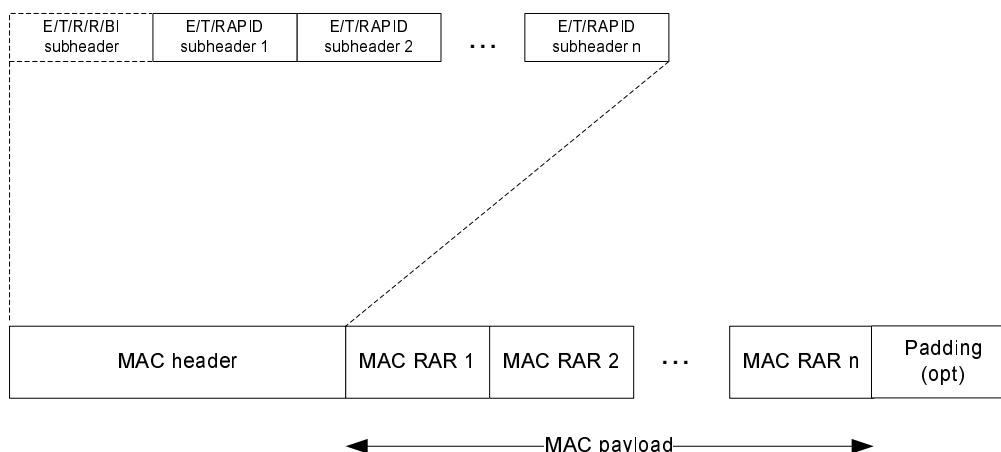 E/T/R/R/BI
subheader
E/T/RAPID
subheader 1
E/T/RAPID
subheader 2
...
E/T/RAPID
subheader n
MAC header
MAC RAR 1
MAC RAR 2
...
MAC RAR n
Padding
(opt)
MAC payload